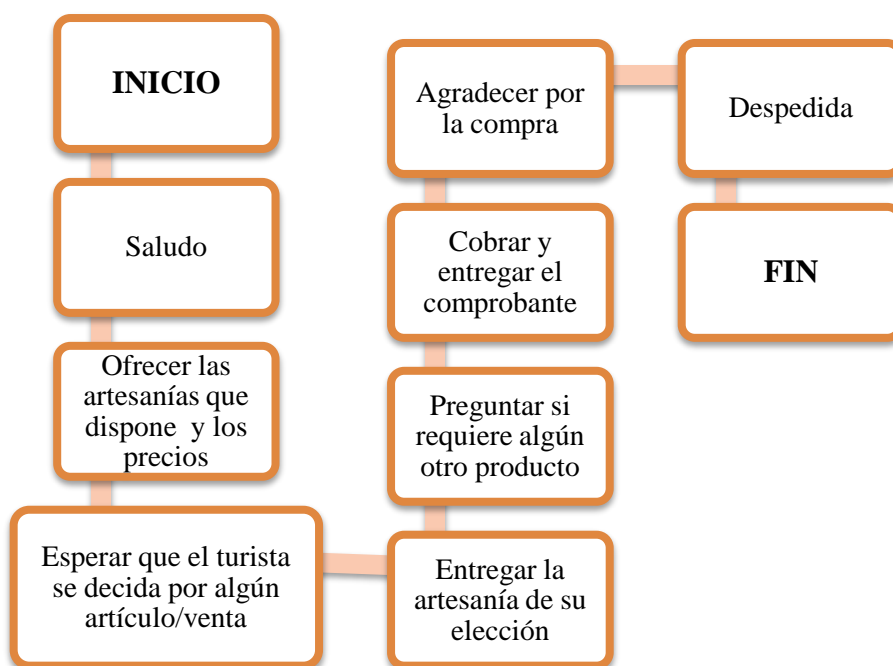 INICIO
Saludo
Ofrecer las
artesanías que
dispone  y los
precios
Esperar que el turista
se decida por algún
artículo/venta
Entregar la
artesanía de su
elección
Preguntar si
requiere algún
otro producto
Cobrar y
entregar el
comprobante
Agradecer por
la compra
Despedida
FIN